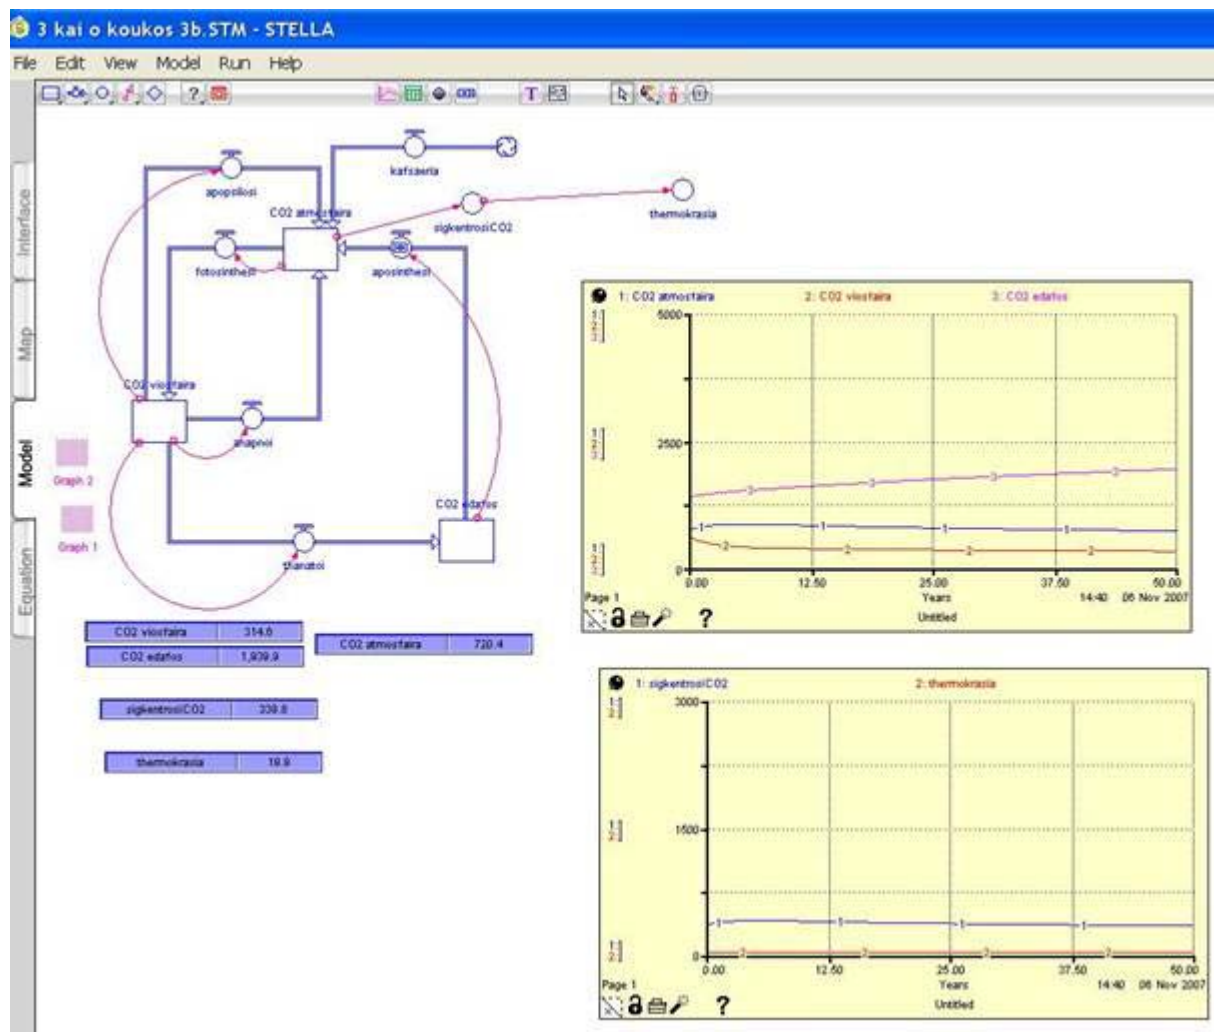 3 kai o koukos 3b.STM - STELLA
File Edit View Model Run Help
Interface
Map
Model
Equation
kafsaeria
apopsilosi
CO2 atmostaira
sigkentrosiCO2
thermokrasia
fotosinthesi
aposinthesi
CO2 viosfaira
anapnoi
Graph 2
CO2 edafos
Graph 1
thanatoi
CO2 viosfaira 314.6
CO2 edafos 1,939.9
CO2 atmosfaira 720.4
sigkentrosiCO2
thermokrasia
1: CO2 atmosfaira 2: CO2 viosfaira 3: CO2 edafos
5000
2500
0
0.00 12.50 25.00 37.50 50.00
Page 1 Years 14:40 06 Nov 2007
Untitled
?
1: sigkentrosiCO2 2: thermokrasia
3000
1500
0
0.00 12.50 25.00 37.50 50.00
Page 1 Years 14:40 06 Nov 2007
Untitled
?